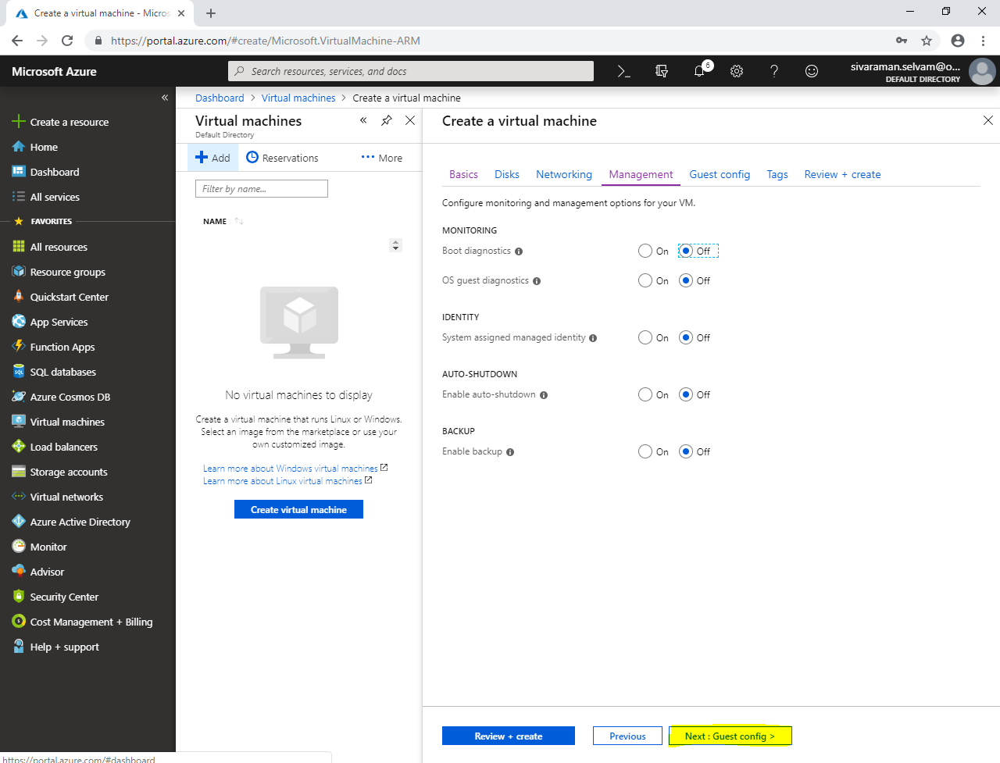 Create a virtual machine - Micros
https://portal.azure.com/#create/Microsoft.VirtualMachine-ARM
Microsoft Azure
Search resources, services, and docs
6
sivaraman.selvam@o...
DEFAULT DIRECTORY
Create a resource
Home
Dashboard
All services
FAVORITES
All resources
Resource groups
Quickstart Center
App Services
Function Apps
SQL databases
Azure Cosmos DB
Virtual machines
Load balancers
Storage accounts
Virtual networks
Azure Active Directory
Monitor
Advisor
Security Center
Cost Management + Billing
Help + support
https://portal.azure.com/#dashboard
Dashboard > Virtual machines > Create a virtual machine
Virtual machines
Default Directory
Add
Reservations
More
Filter by name...
NAME
No virtual machines to display
Create a virtual machine that runs Linux or Windows.
Select an image from the marketplace or use your
own customized image.
Learn more about Windows virtual machines
Learn more about Linux virtual machines
Create virtual machine
Create a virtual machine
Basics Disks Networking Management Guest config Tags Review + create
Configure monitoring and management options for your VM.
MONITORING
Boot diagnostics On Off
OS guest diagnostics On Off
IDENTITY
System assigned managed identity On Off
AUTO-SHUTDOWN
Enable auto-shutdown On Off
BACKUP
Enable backup On Off
Review + create Previous Next : Guest config >